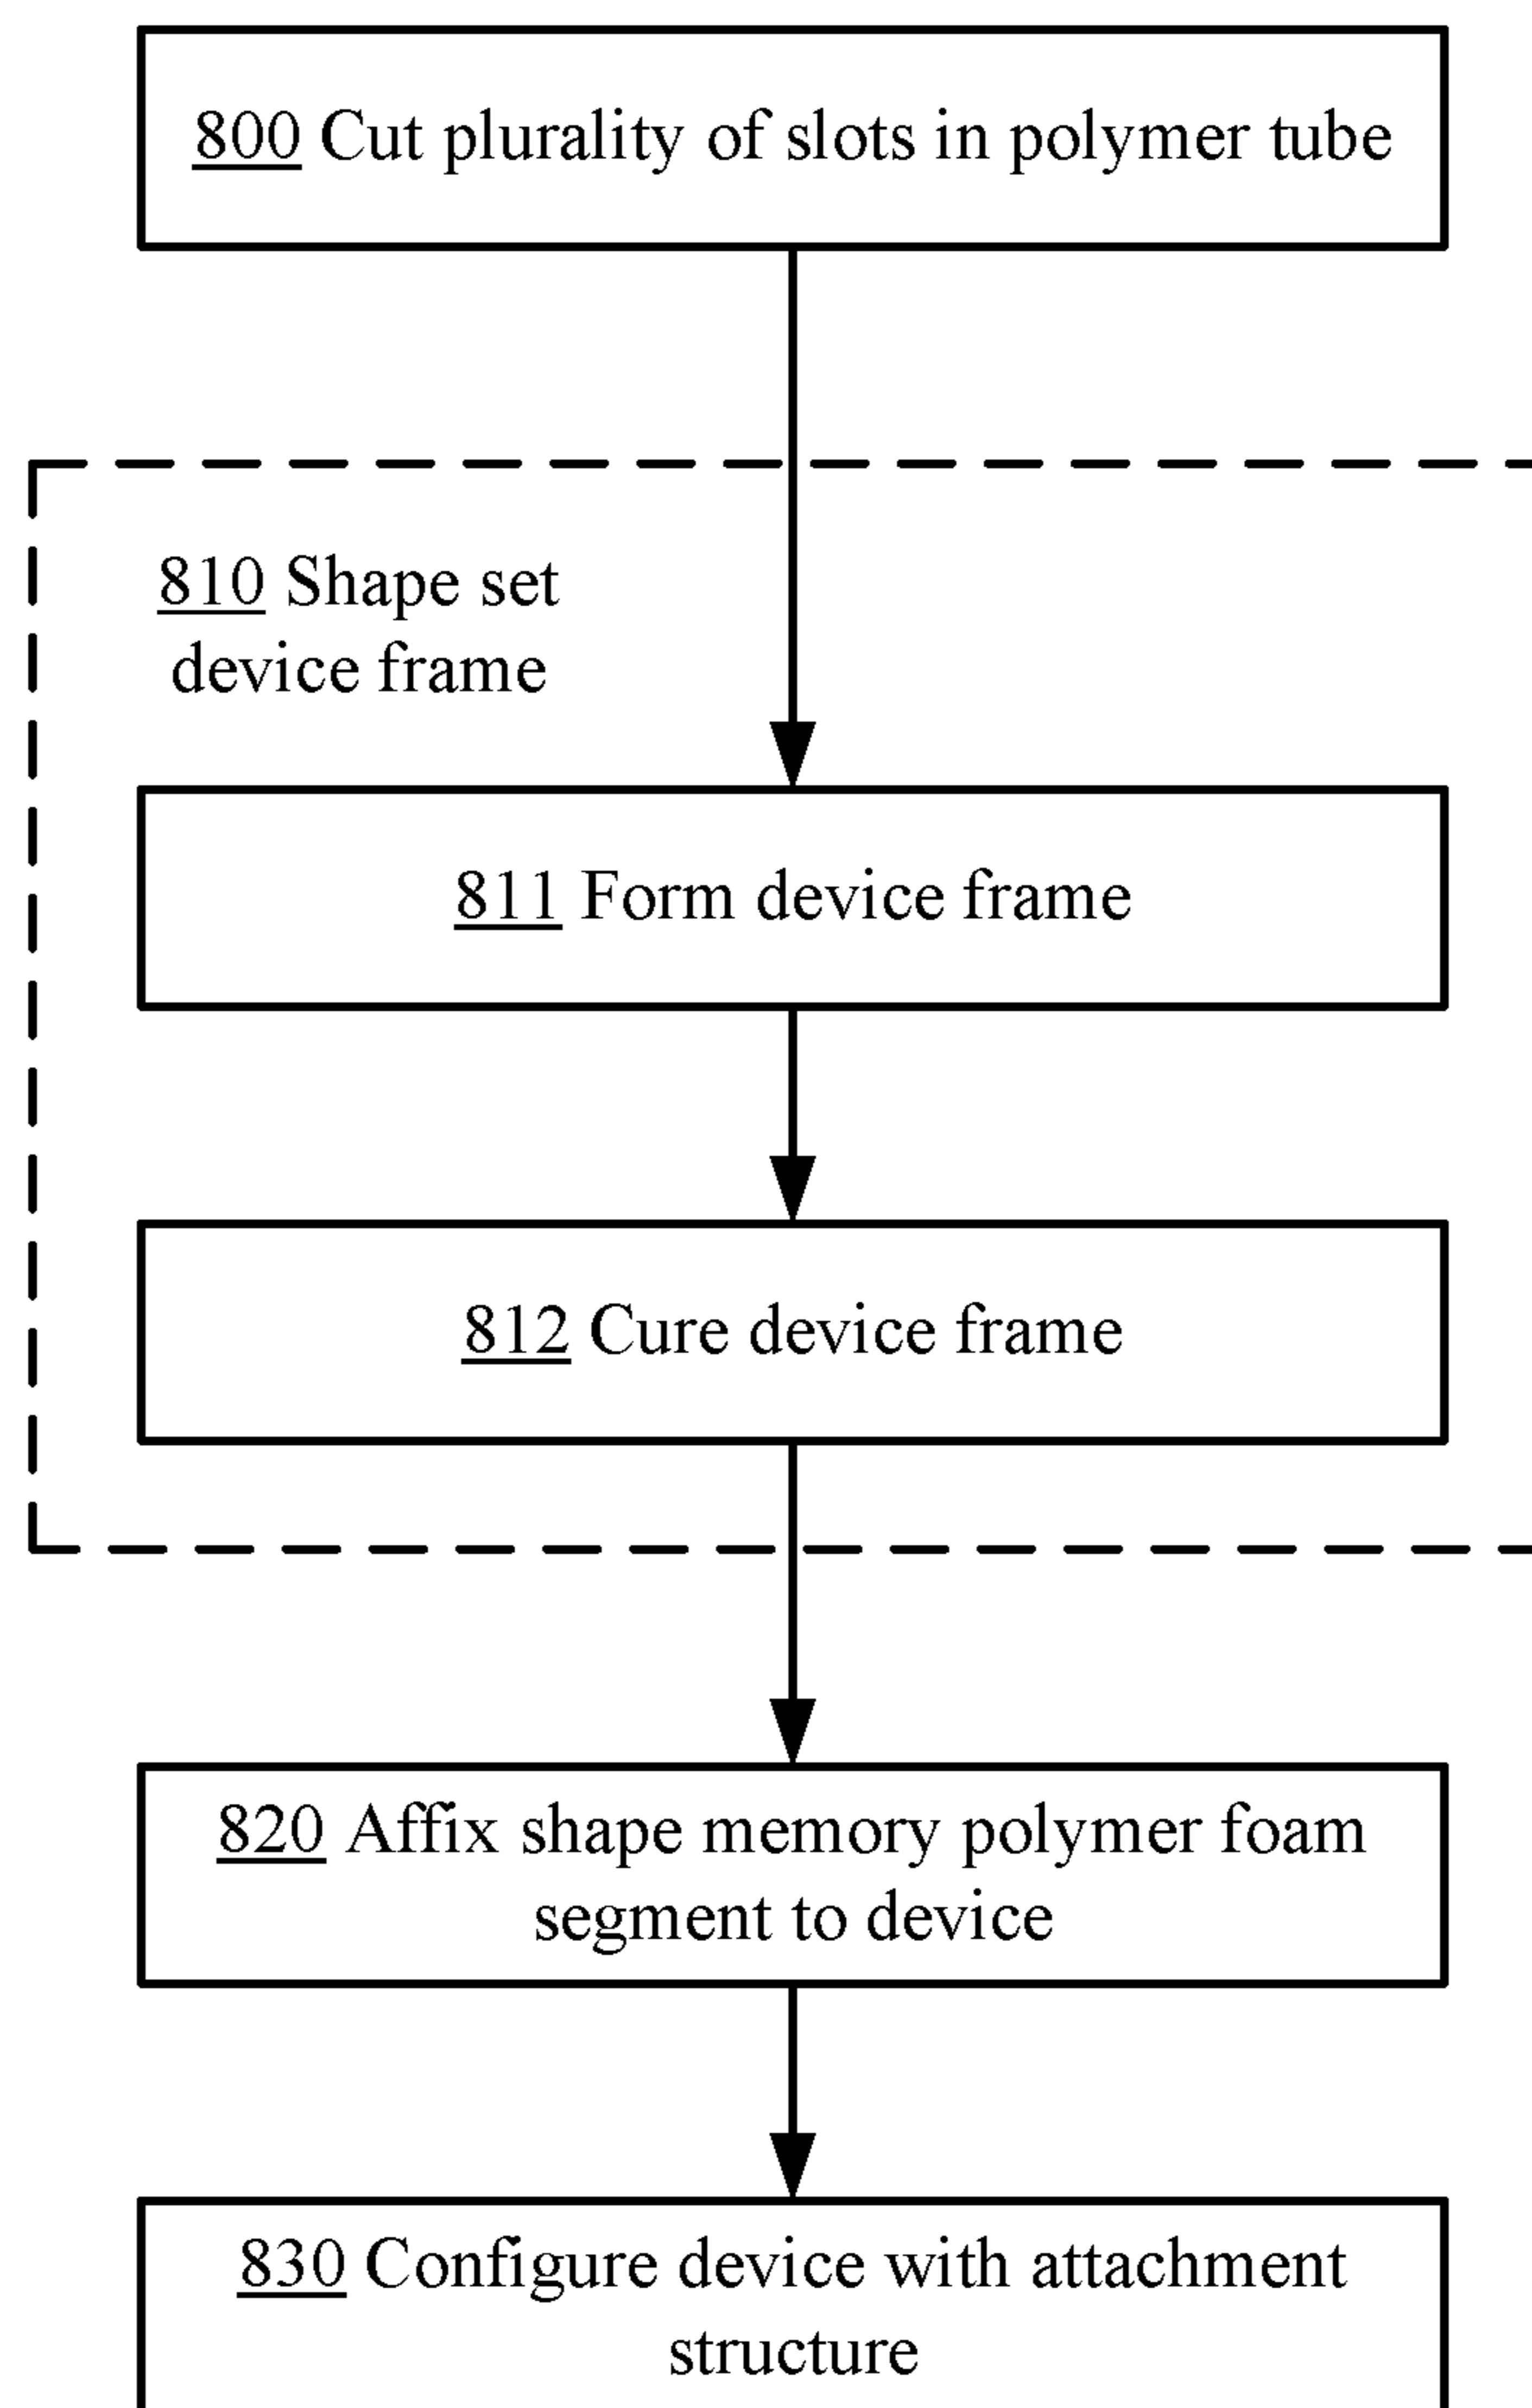 800 Cut plurality of slots in polymer tube
810 Shape set
device frame
811 Form device frame
812 Cure device frame
820 Affix shape memory polymer foam
segment to device
830 Configure device with attachment
structure